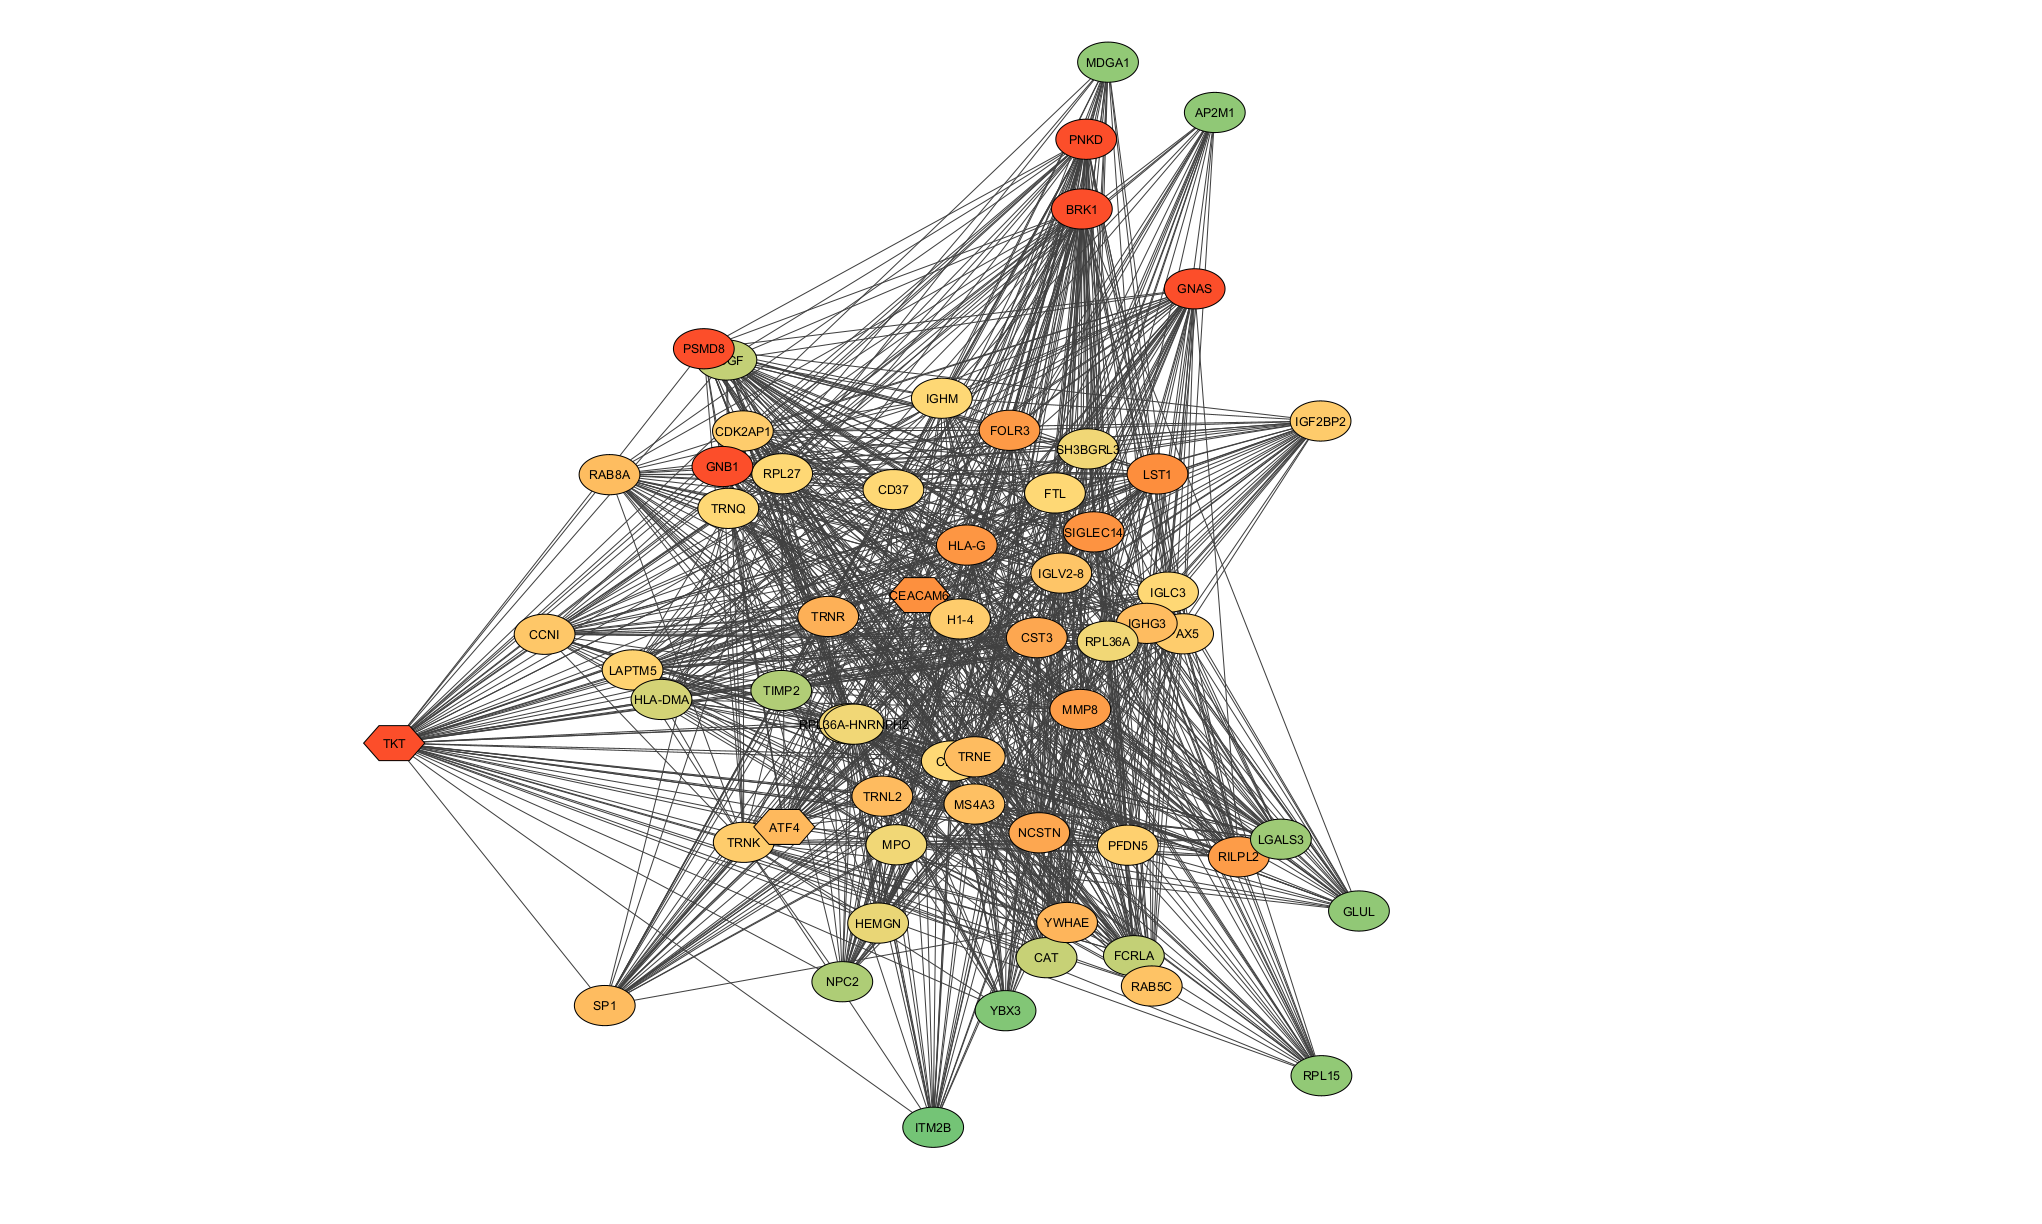 MDGA1
AP2M1
PNKD
BRK1
GNAS
PSMD8
GF
IGHM
IGF2BP2
CDK2AP1
FOLR3
SH3BGRL3
GNB1
RPL27
RAB8A
LST1
CD37
FTL
TRNQ
SIGLEC14
HLA-G
IGLV2-8
IGLC3
CEACAM6
TRNR
H1-4
IGHG3
AX5
CCNI
CST3
RPL36A
LAPTM5
TIMP2
HLA-DMA
MMP8
RPL36A-HNRNPH2
TKT
C
TRNE
TRNL2
MS4A3
ATF4
NCSTN
TRNK
MPO
PFDN5
LGALS3
RILPL2
GLUL
HEMGN
YWHAE
CAT
FCRLA
NPC2
RAB5C
SP1
YBX3
RPL15
ITM2B